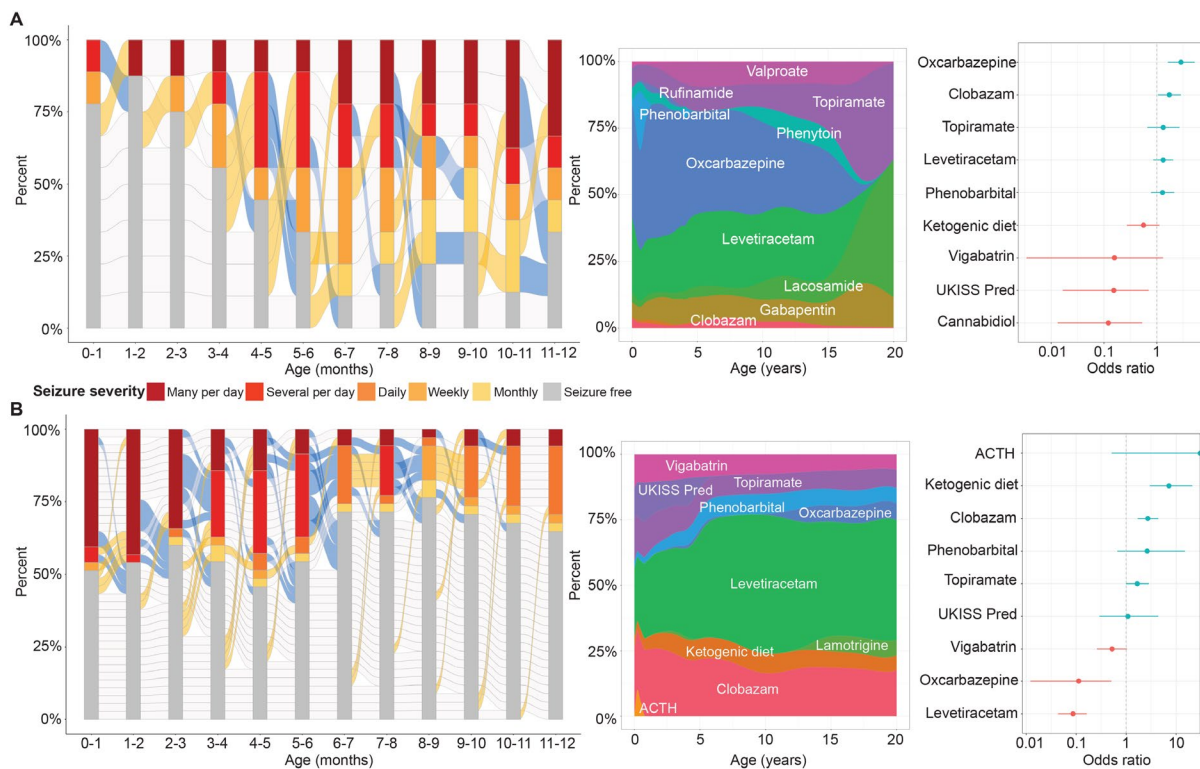 A
100%
75%
50%
25%
0%
Percent
0-1 1-2 2-3 3-4 4-5 5-6 6-7 7-8 8-9 9-10 10-11 11-12
Age (months)
100%
75%
50%
25%
0%
Percent
Valproate
Rufinamide
Topiramate
Phenobarbital
Phenytoin
Oxcarbazepine
Levetiracetam
Lacosamide
Gabapentin
Clobazam
0 5 10 15 20
Age (years)
Oxcarbazepine
Clobazam
Topiramate
Levetiracetam
Phenobarbital
Ketogenic diet
Vigabatrin
UKISS Pred
Cannabidiol
0.01 0.1 1
Odds ratio
Seizure severity Many per day Several per day Daily Weekly Monthly Seizure free
B
100%
75%
50%
25%
0%
Percent
0-1 1-2 2-3 3-4 4-5 5-6 6-7 7-8 8-9 9-10 10-11 11-12
Age (months)
100%
75%
50%
25%
0%
Percent
Vigabatrin
UKISS Pred
Topiramate
Phenobarbital
Oxcarbazepine
Levetiracetam
Lamotrigine
Ketogenic diet
Clobazam
ACTH
0 5 10 15 20
Age (years)
ACTH
Ketogenic diet
Clobazam
Phenobarbital
Topiramate
UKISS Pred
Vigabatrin
Oxcarbazepine
Levetiracetam
0.01 0.1 1 10
Odds ratio